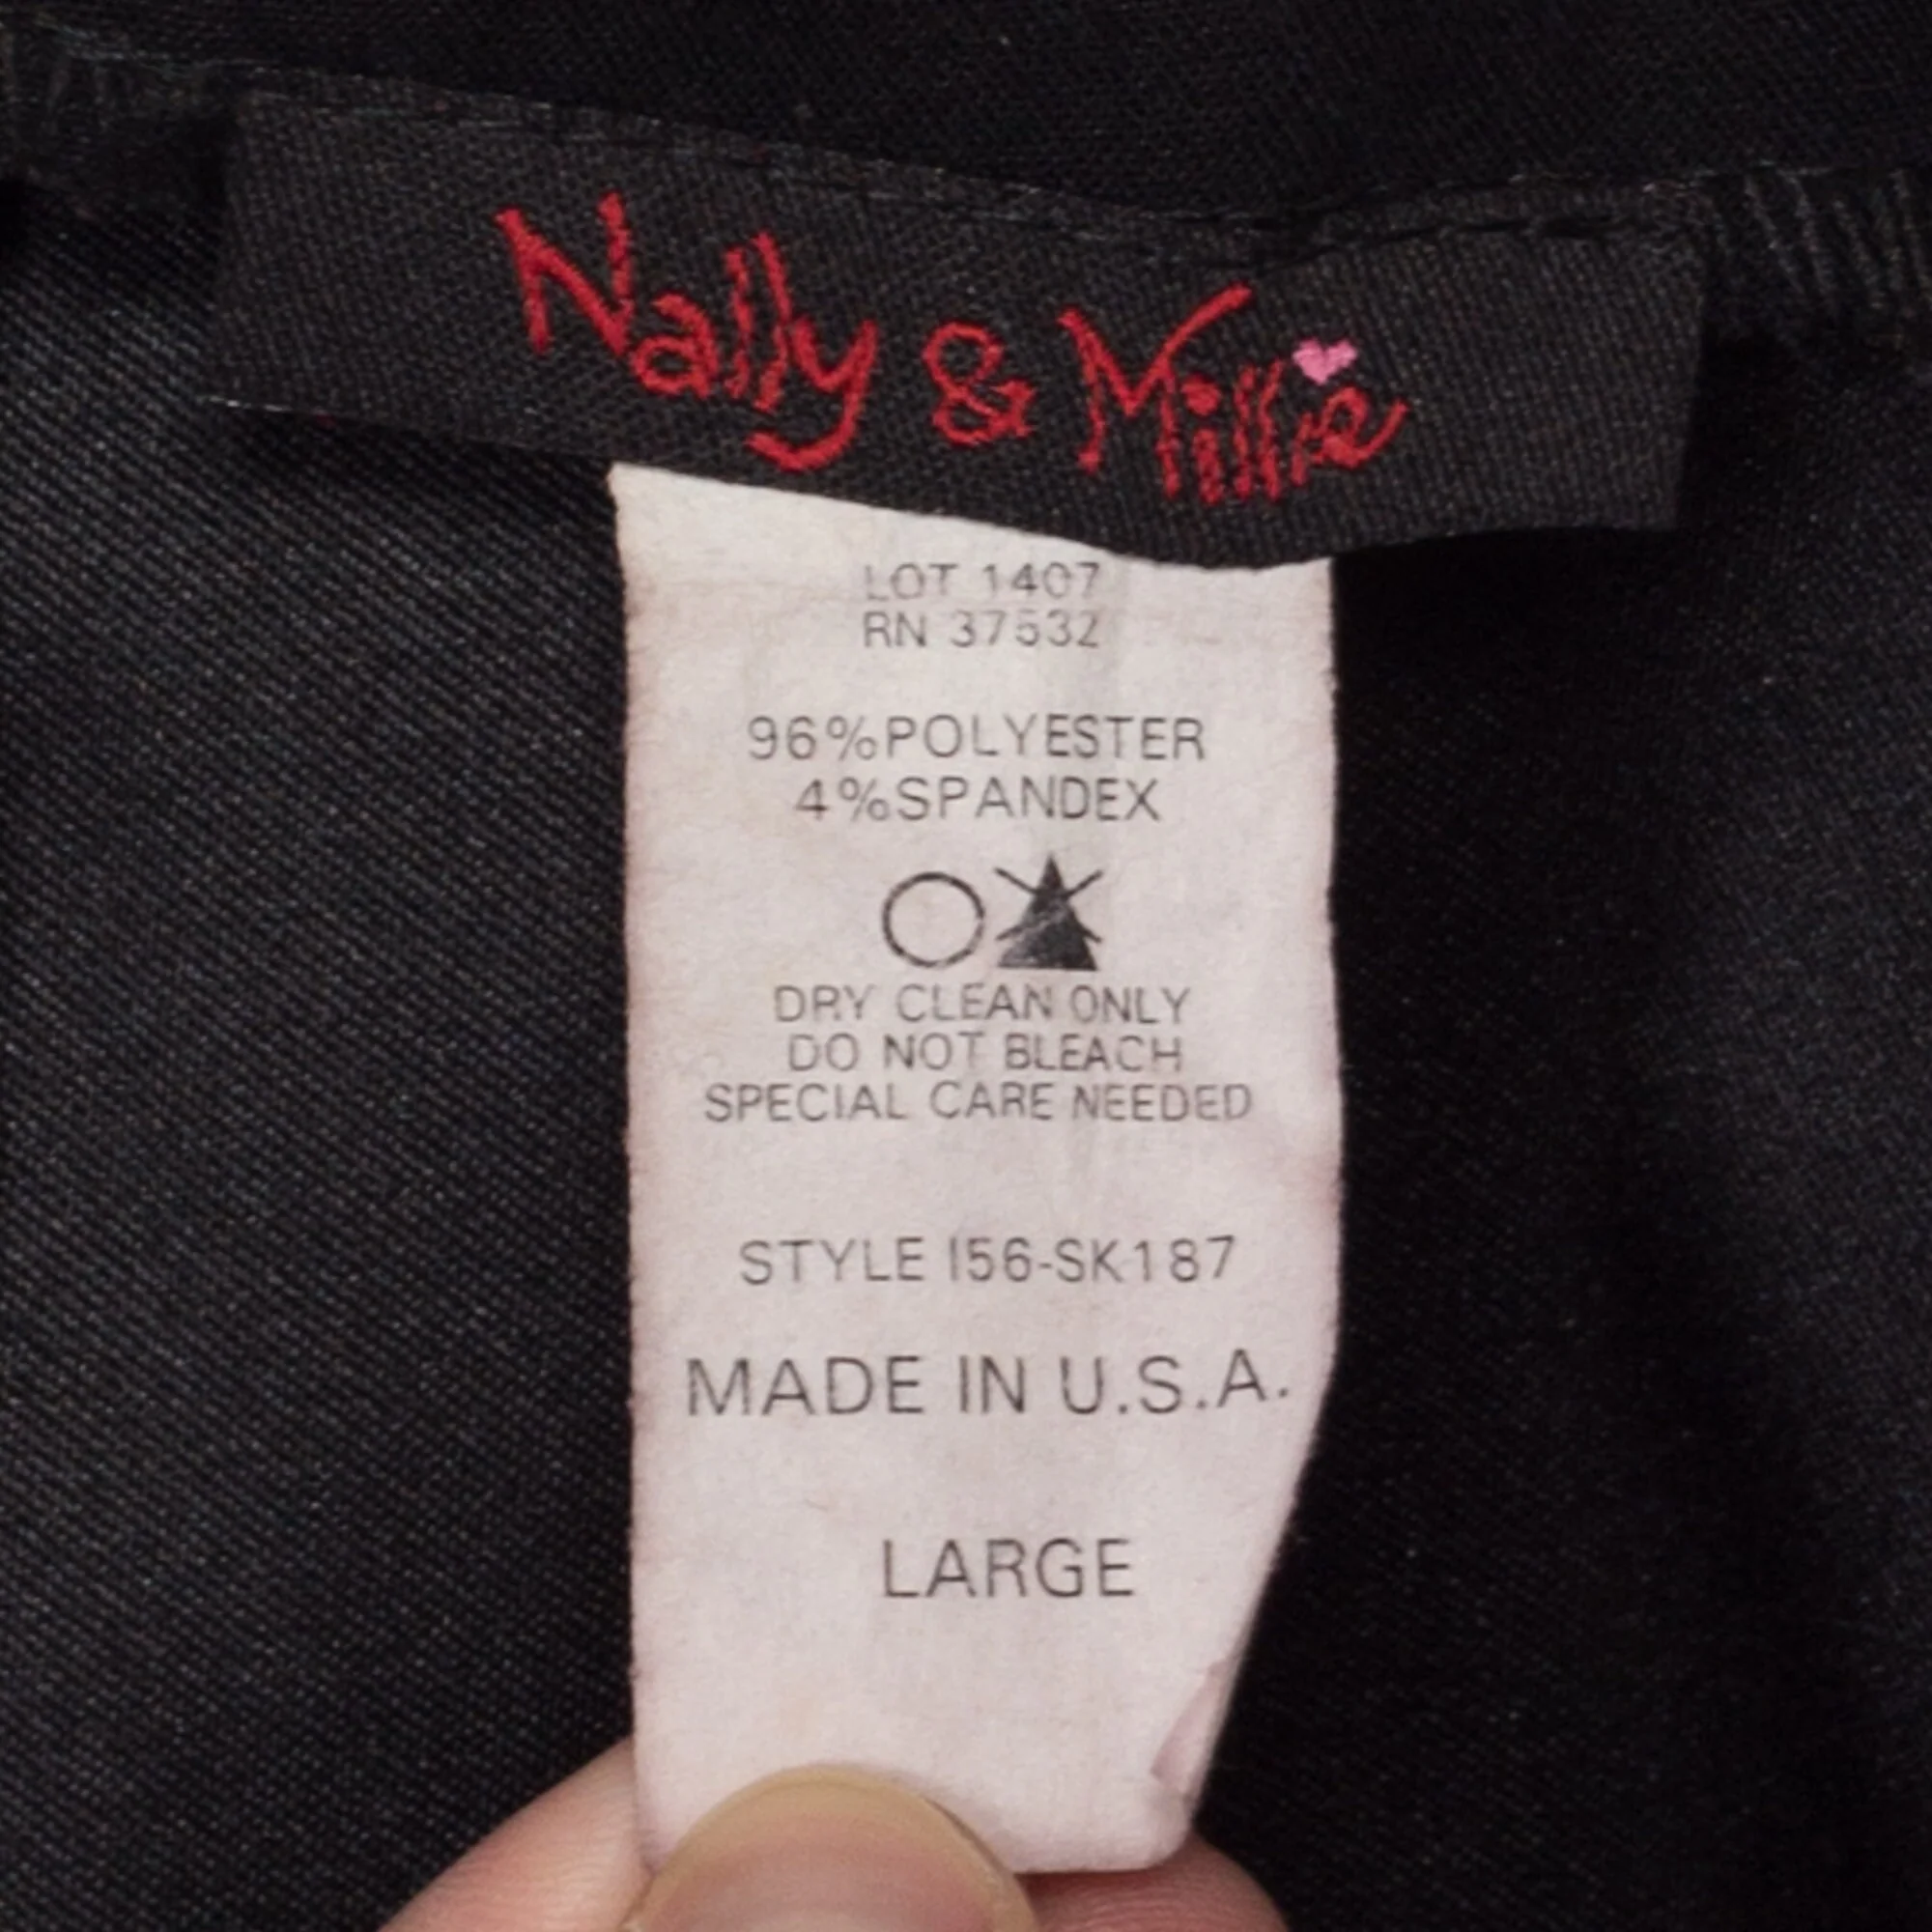 Nally & Millie
LOT 1407
RN 37532
96%POLYESTER
4%SPANDEX
DRY CLEAN ONLY
DO NOT BLEACH
SPECIAL CARE NEEDED
STYLE I56-SK187
MADE IN U.S.A.
LARGE